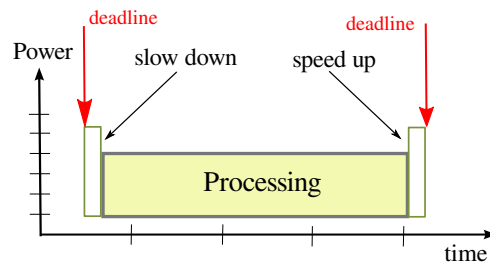 deadline
deadline
Power
slow down
speed up
Processing
time